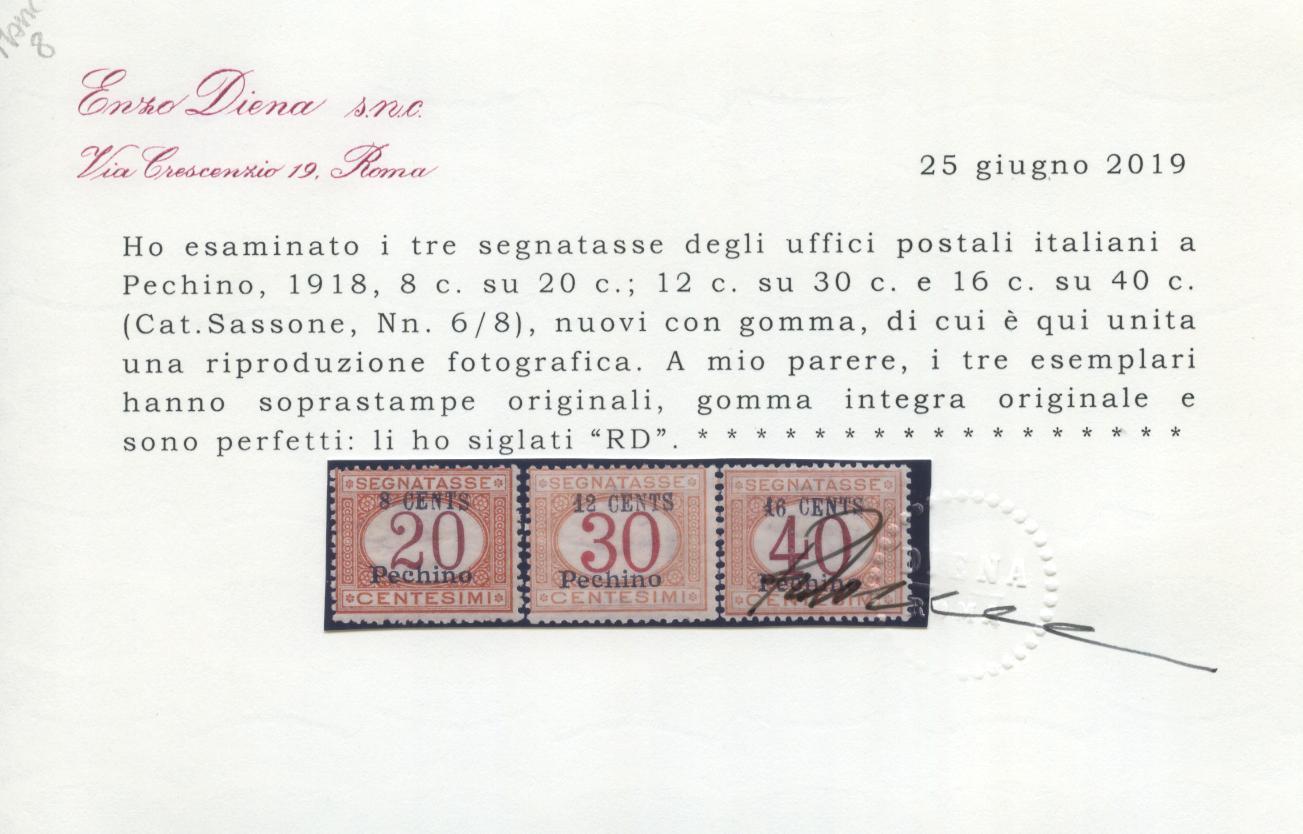 8
Enzo Diena s.n.c.
Via Crescenzio 19, Roma
25 giugno 2019
Ho esaminato i tre segnatasse degli uffici postali italiani a
Pechino, 1918, 8 c. su 20 c.; 12 c. su 30 c. e 16 c. su 40 c.
(Cat.Sassone, Nn. 6/8), nuovi con gomma, di cui è qui unita
una riproduzione fotografica. A mio parere, i tre esemplari
hanno soprastampe originali, gomma integra originale e
sono perfetti: li ho siglati “RD”. * * * * * * * * * * * * * * * * *
SEGNATASSE SEGNATASSE SEGNATASSE
8 CENTS 12 CENTS 16 CENTS
20 30 40
Pechino Pechino Pechino
CENTESIMI CENTESIMI CENTESIMI
DIENA